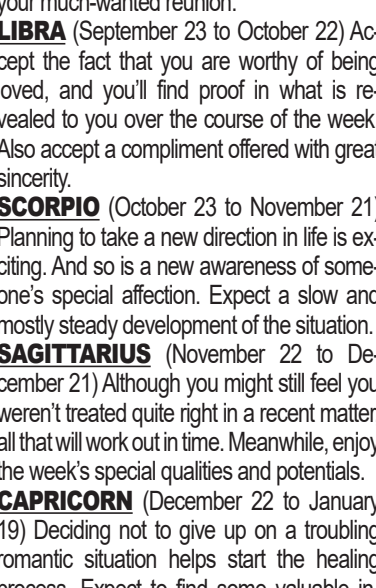 your much-wanted reunion.
LIBRA (September 23 to October 22) Ac-
cept the fact that you are worthy of being
loved, and you’ll find proof in what is re-
vealed to you over the course of the week.
Also accept a compliment offered with great
sincerity.
SCORPIO (October 23 to November 21)
Planning to take a new direction in life is ex-
citing. And so is a new awareness of some-
one’s special affection. Expect a slow and
mostly steady development of the situation.
SAGITTARIUS (November 22 to De-
cember 21) Although you might still feel you
weren’t treated quite right in a recent matter,
all that will work out in time. Meanwhile, enjoy
the week’s special qualities and potentials.
CAPRICORN (December 22 to January
19) Deciding not to give up on a troubling
romantic situation helps start the healing
process. Expect to find some valuable in-